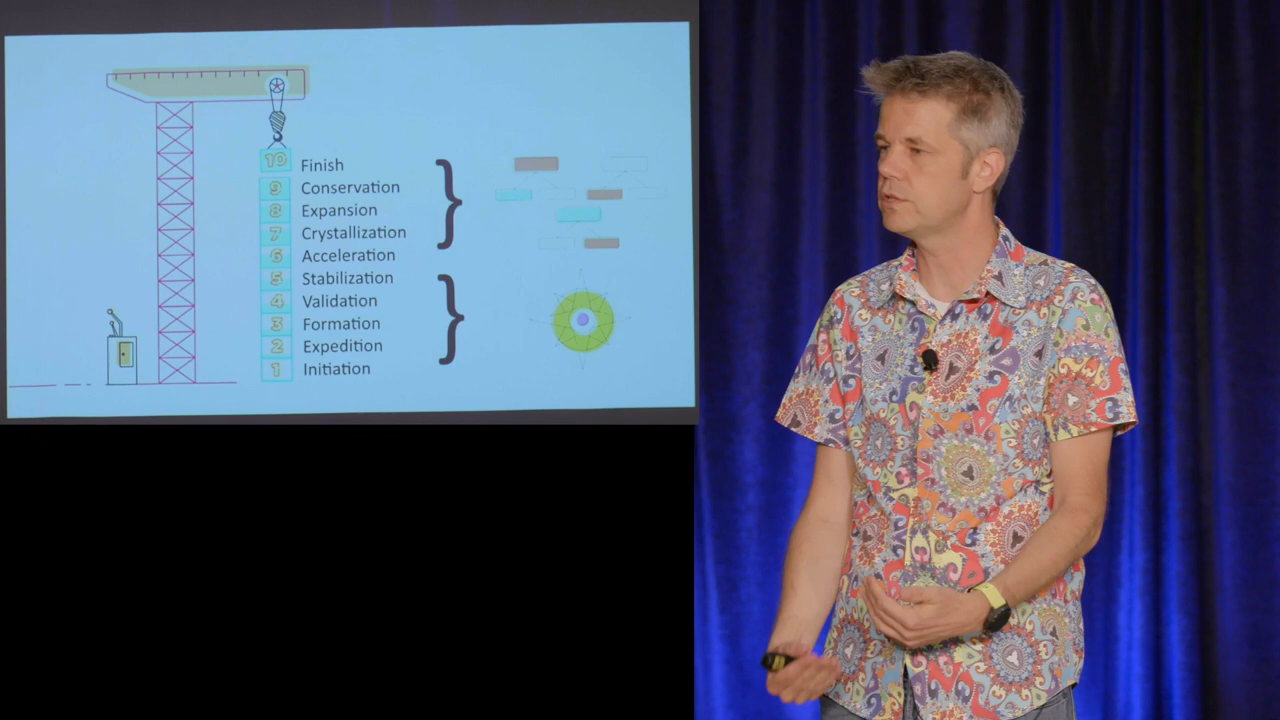 10 Finish
9 Conservation
8 Expansion
7 Crystallization
6 Acceleration
5 Stabilization
4 Validation
3 Formation
2 Expedition
1 Initiation